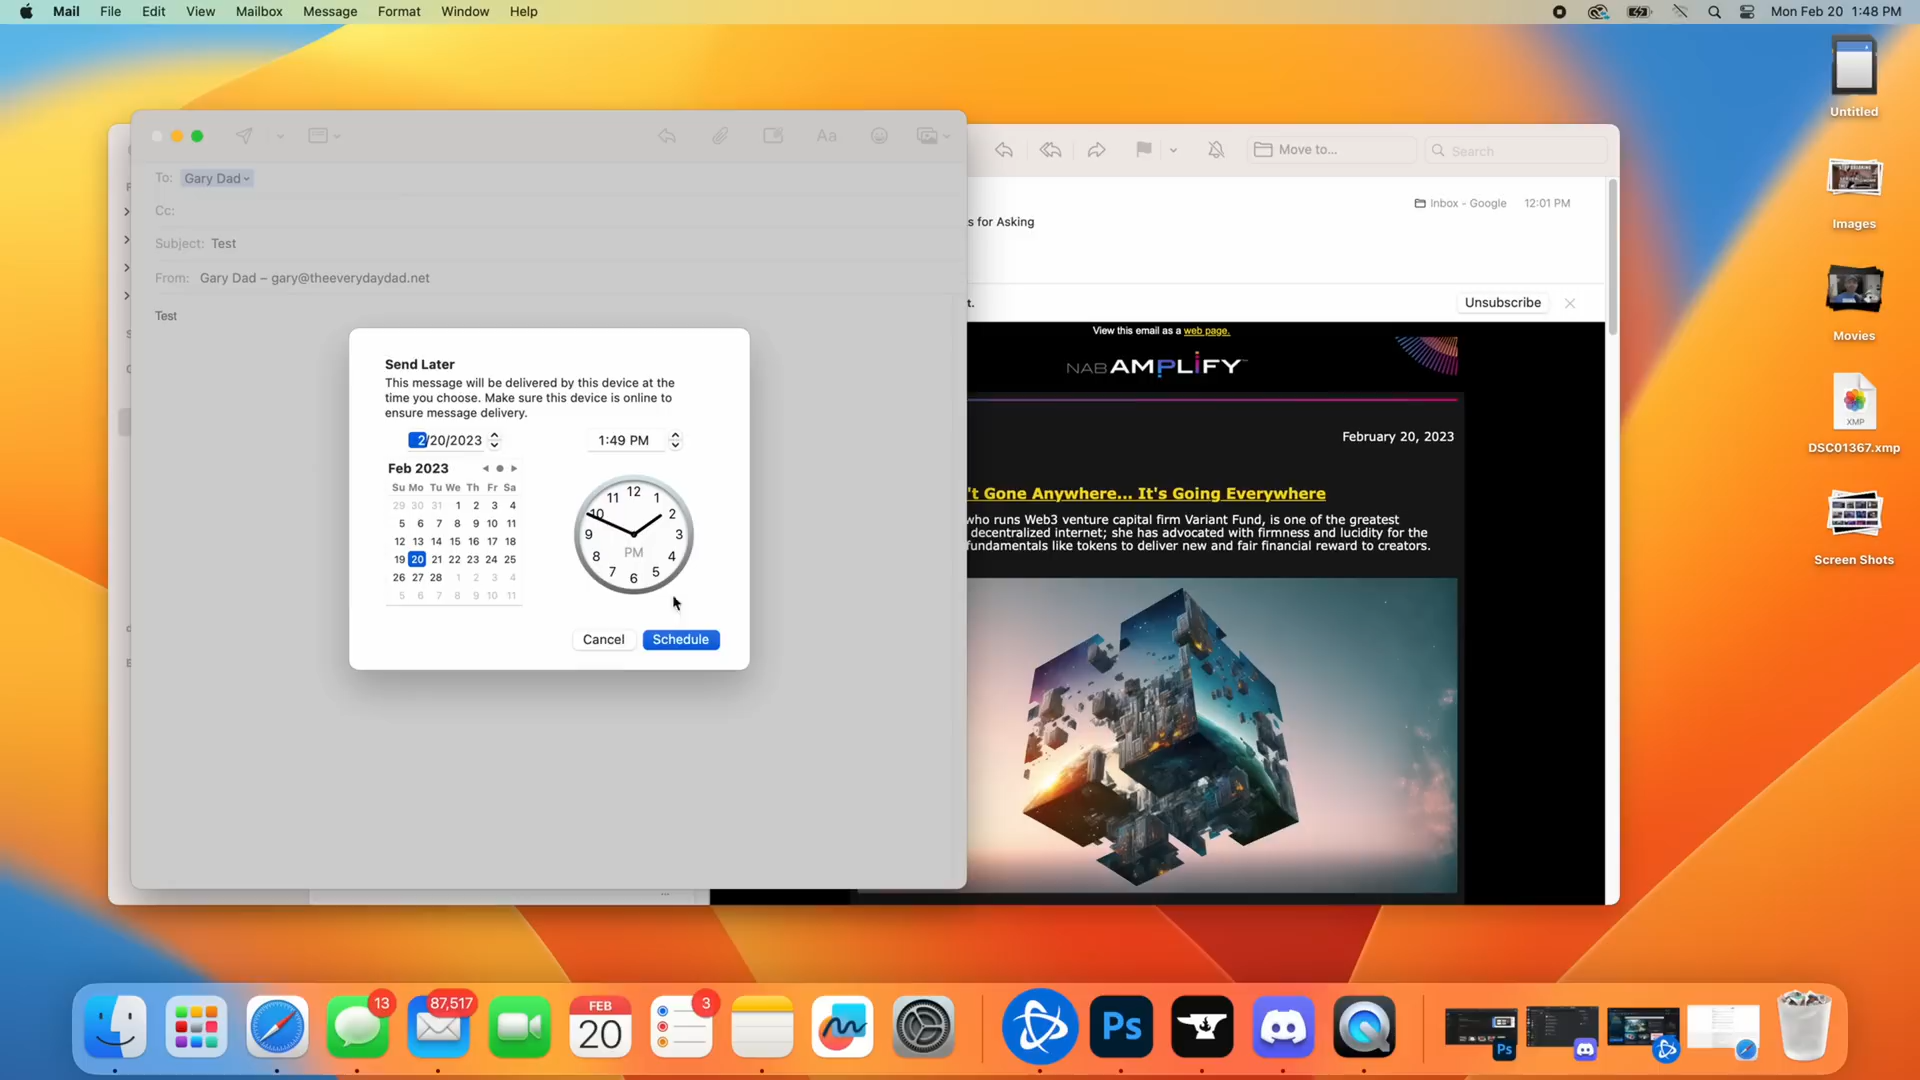 Mail File Edit View Mailbox Message Format Window Help
Mon Feb 20 1:48 PM
Untitled
Images
Movies
XMP
DSC01367.xmp
Screen Shots
Aa
To: Gary Dad
Cc:
Subject: Test
From: Gary Dad – gary@theeverydaydad.net
Test
Send Later
This message will be delivered by this device at the
time you choose. Make sure this device is online to
ensure message delivery.
2/20/2023
1:49 PM
Feb 2023
Su Mo Tu We Th Fr Sa
29 30 31 1 2 3 4
5 6 7 8 9 10 11
12 13 14 15 16 17 18
19 20 21 22 23 24 25
26 27 28 1 2 3 4
5 6 7 8 9 10 11
12 1 2 3 4 5 6 7 8 9 10 11
PM
Cancel
Schedule
Move to...
Search
s for Asking
Inbox - Google 12:01 PM
t.
Unsubscribe
View this email as a web page.
NAB AMPLIFY
February 20, 2023
't Gone Anywhere... It's Going Everywhere
who runs Web3 venture capital firm Variant Fund, is one of the greatest
decentralized internet; she has advocated with firmness and lucidity for the
fundamentals like tokens to deliver new and fair financial reward to creators.
13
87,517
FEB
20
3
Ps
Ps